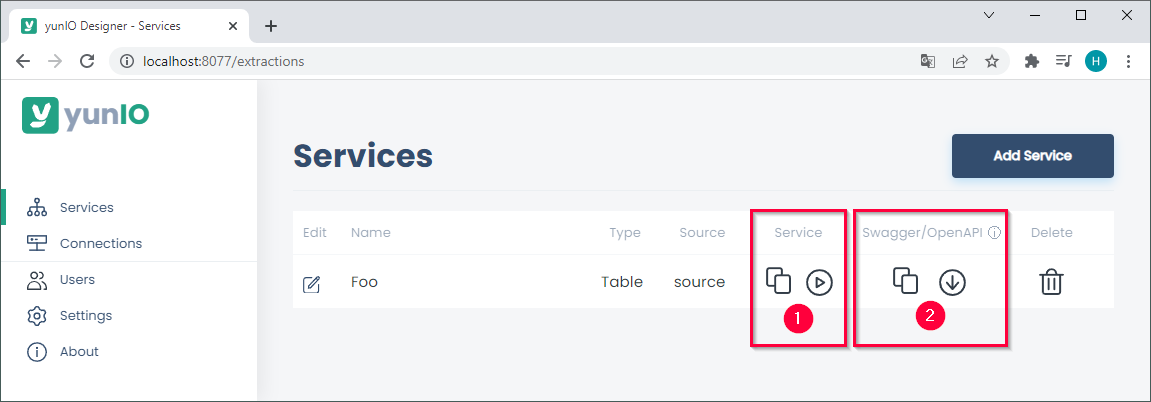 yunIO Designer - Services
localhost:8077/extractions
H
yunIO
Services
Connections
Users
Settings
About
Services
Add Service
Edit Name Type Source Service Swagger/OpenAPI Delete
Foo Table source
1 2